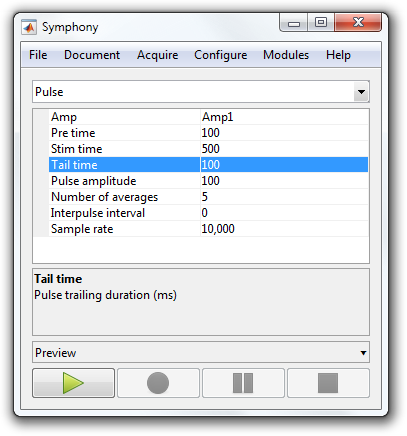 Symphony
File Document Acquire Configure Modules Help
Pulse
Amp Amp1
Pre time 100
Stim time 500
Tail time 100
Pulse amplitude 100
Number of averages 5
Interpulse interval 0
Sample rate 10,000
Tail time
Pulse trailing duration (ms)
Preview